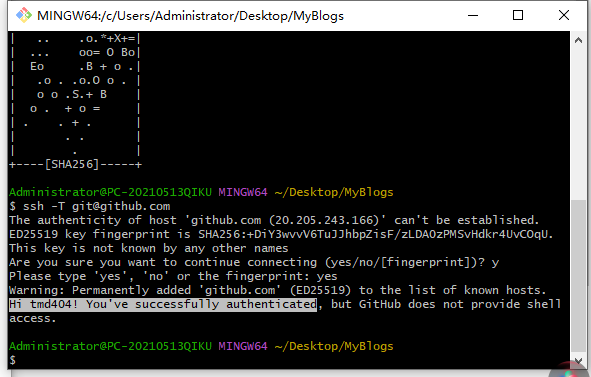 MINGW64:/c/Users/Administrator/Desktop/MyBlogs
|   ..    .o.*+X+=|
|  ...    oo= O Bo|
|  Eo     .B + o .|
|   .o . .o.O o . |
|   o o .S.+ B    |
|  o .  + o =     |
| .    . + .      |
|       . .       |
|        .        |
+----[SHA256]-----+
Administrator@PC-20210513QIKU MINGW64 ~/Desktop/MyBlogs
$ ssh -T git@github.com
The authenticity of host 'github.com (20.205.243.166)' can't be established.
ED25519 key fingerprint is SHA256:+DiY3wvvV6TuJJhbpZisF/zLDA0zPMSvHdkr4UvCOqU.
This key is not known by any other names
Are you sure you want to continue connecting (yes/no/[fingerprint])? y
Please type 'yes', 'no' or the fingerprint: yes
Warning: Permanently added 'github.com' (ED25519) to the list of known hosts.
Hi tmd404! You've successfully authenticated, but GitHub does not provide shell
access.
Administrator@PC-20210513QIKU MINGW64 ~/Desktop/MyBlogs
$